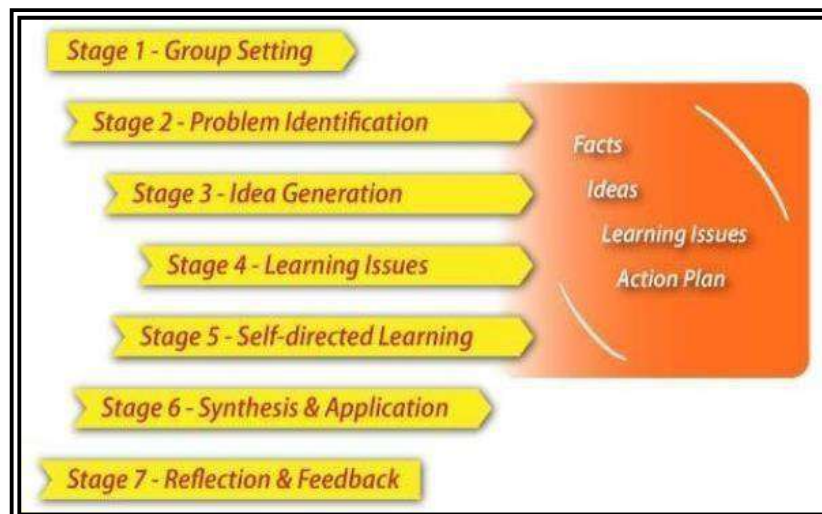 Stage 1 - Group Setting
Stage 2 - Problem Identification
Stage 3 - Idea Generation
Stage 4 - Learning Issues
Stage 5 - Self-directed Learning
Stage 6 - Synthesis & Application
Stage 7 - Reflection & Feedback
Facts
Ideas
Learning Issues
Action Plan